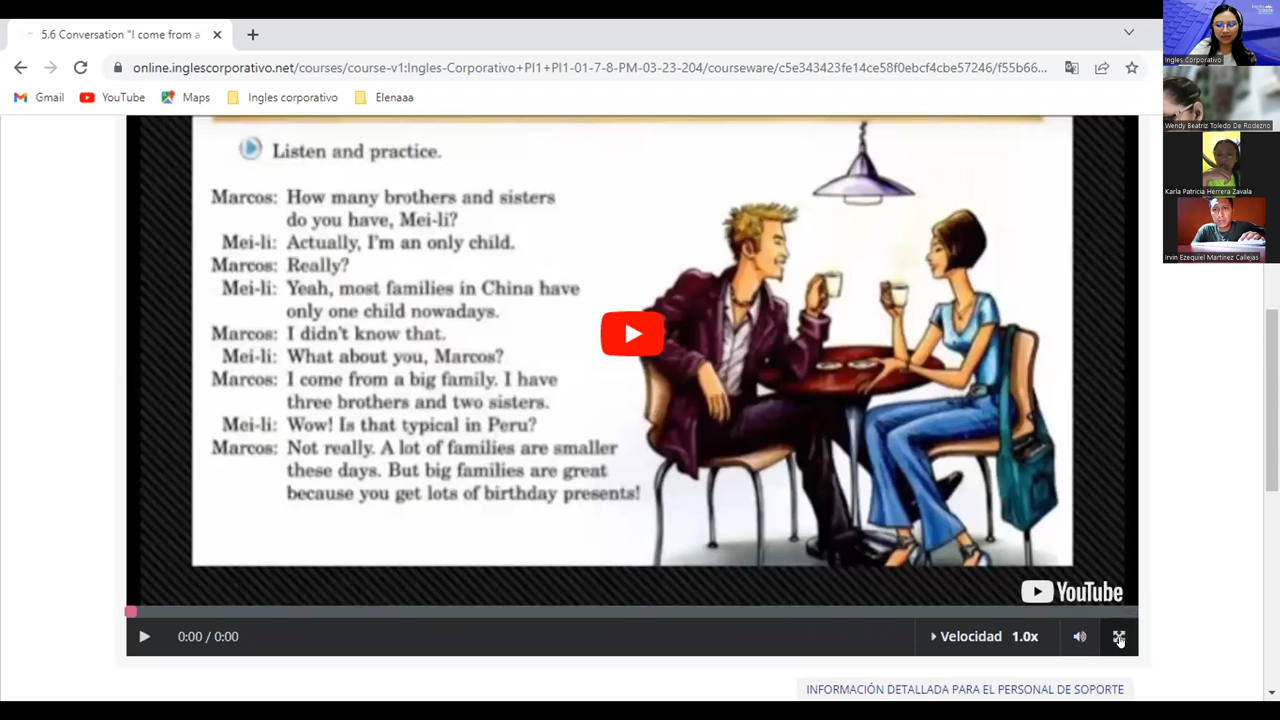 5.6 Conversation "I come from a
online.inglescorporativo.net/courses/course-v1:Ingles-Cor +PI1-01-7-8-PM-03-23-204/courseware/c5e343423fe14ce58f0bcf4cbe57246/f55b66...
Gmail
YouTube
Maps
Ingles corporativo
Elenaaa
Ingles Corporativo
Wendy Beatriz Toledo De Rodezno
Karla Patricia Herrera Zavala
Irvin Ezequiel Martinez Callejas
Listen and practice.
Marcos: How many brothers and sisters
do you have, Mei-li?
Mei-li: Actually, I'm an only child.
Marcos: Really?
Mei-li: Yeah, most families in China have
only one child nowadays.
Marcos: I didn't know that.
Mei-li: What about you, Marcos?
Marcos: I come from a big family. I have
three brothers and two sisters.
Mei-li: Wow! Is that typical in Peru?
Marcos: Not really. A lot of families are smaller
these days. But big families are great
because you get lots of birthday presents!
YouTube
0:00 / 0:00
Velocidad 1.0x
INFORMACIÓN DETALLADA PARA EL PERSONAL DE SOPORTE